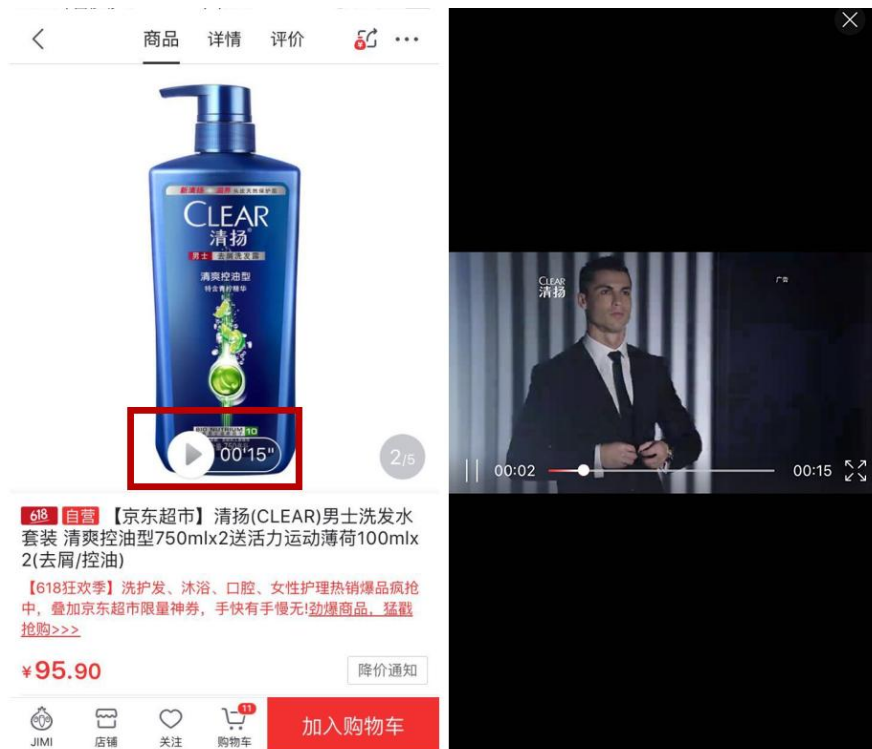 商品 详情 评价
CLEAR
清扬
男士 去屑洗发露
清爽控油型
00'15"
2/5
618 自营 【京东超市】清扬(CLEAR)男士洗发水
套装 清爽控油型750mlx2送活力运动薄荷100mlx
2(去屑/控油)
【618狂欢季】洗护发、沐浴、口腔、女性护理热销爆品疯抢
中，叠加京东超市限量神券，手快有手慢无!劲爆商品，猛戳
抢购>>>
¥95.90
降价通知
JIMI 店铺 关注 购物车 11 加入购物车
CLEAR
清扬
广告
00:02 00:15